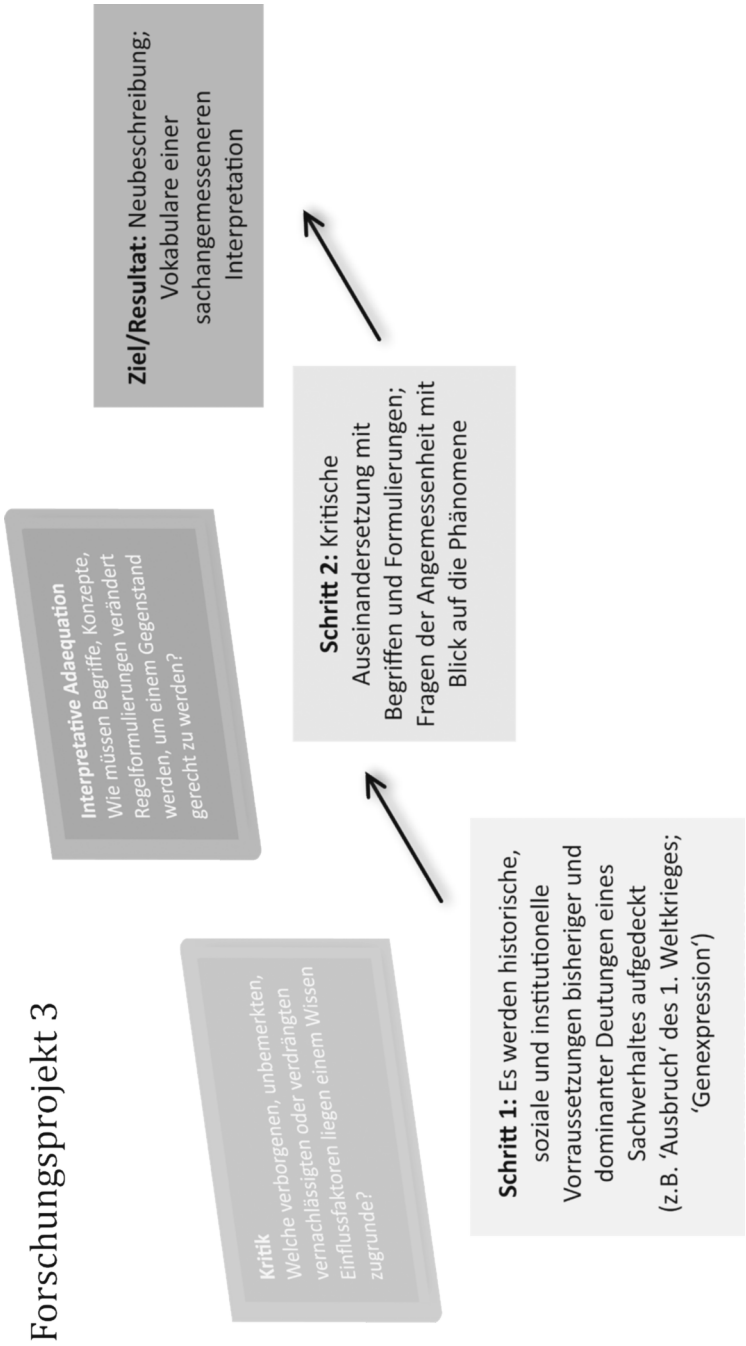 Forschungsprojekt 3
Kritik
Welche verborgenen, unbemerkten,
vernachlässigten oder verdrängten
Einflussfaktoren liegen einem Wissen
zugrunde?
Interpretative Adaequation
Wie müssen Begriffe, Konzepte,
Regelformulierungen verändert
werden, um einem Gegenstand
gerecht zu werden?
Schritt 1: Es werden historische,
soziale und institutionelle
Vorraussetzungen bisheriger und
dominanter Deutungen eines
Sachverhaltes aufgedeckt
(z.B. ‘Ausbruch‘ des 1. Weltkrieges;
‘Genexpression‘)
Schritt 2: Kritische
Auseinandersetzung mit
Begriffen und Formulierungen;
Fragen der Angemessenheit mit
Blick auf die Phänomene
Ziel/Resultat: Neubeschreibung;
Vokabulare einer
sachangemesseneren
Interpretation